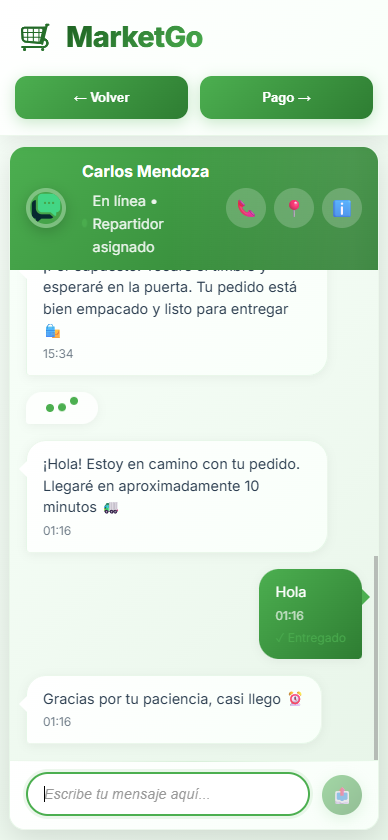 MarketGo
← Volver
Pago →
Carlos Mendoza
En línea •
Repartidor
asignado
esperaré en la puerta. Tu pedido está
bien empacado y listo para entregar
15:34
¡Hola! Estoy en camino con tu pedido.
Llegaré en aproximadamente 10
minutos
01:16
Hola
01:16
✓ Entregado
Gracias por tu paciencia, casi llego
01:16
Escribe tu mensaje aquí...